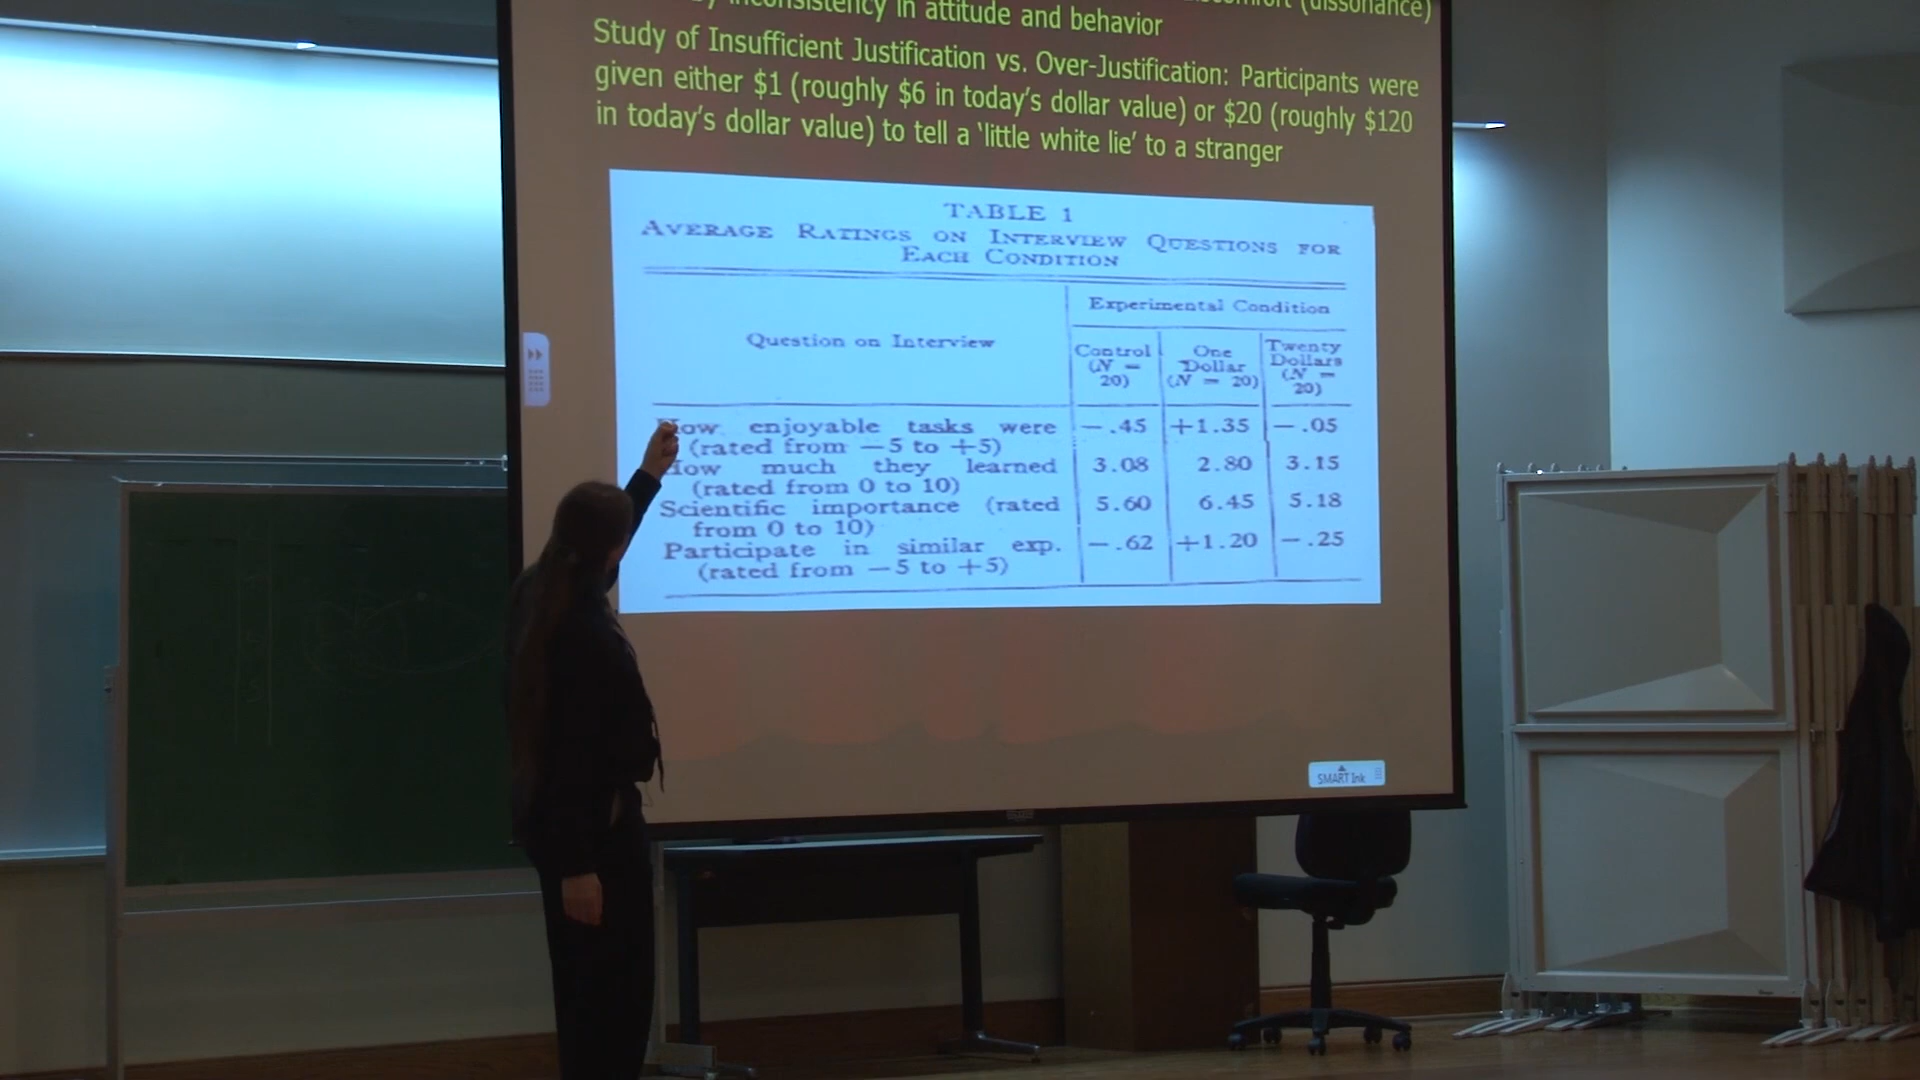 inconsistency in attitude and behavior (dissonance)
Study of Insufficient Justification vs. Over-Justification: Participants were
given either $1 (roughly $6 in today's dollar value) or $20 (roughly $120
in today's dollar value) to tell a 'little white lie' to a stranger
TABLE 1
AVERAGE RATINGS ON INTERVIEW QUESTIONS FOR
EACH CONDITION
Question on Interview
Experimental Condition
Control (N = 20)
One Dollar (N = 20)
Twenty Dollars (N = 20)
How enjoyable tasks were −.45 +1.35 −.05
(rated from −5 to +5)
How much they learned 3.08 2.80 3.15
(rated from 0 to 10)
Scientific importance (rated 5.60 6.45 5.18
from 0 to 10)
Participate in similar exp. −.62 +1.20 −.25
(rated from −5 to +5)
SMART Ink